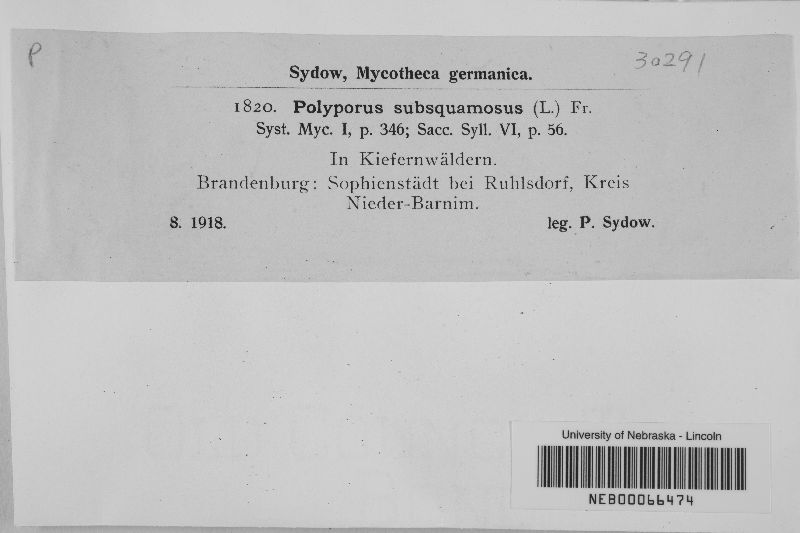 P
30291
Sydow, Mycotheca germanica.
1820. Polyporus subsquamosus (L.) Fr.
Syst. Myc. I, p. 346; Sacc. Syll. VI, p. 56.
In Kiefernwäldern.
Brandenburg: Sophienstädt bei Ruhlsdorf, Kreis
Nieder-Barnim.
8. 1918. leg. P. Sydow.
University of Nebraska - Lincoln
NEB00066474